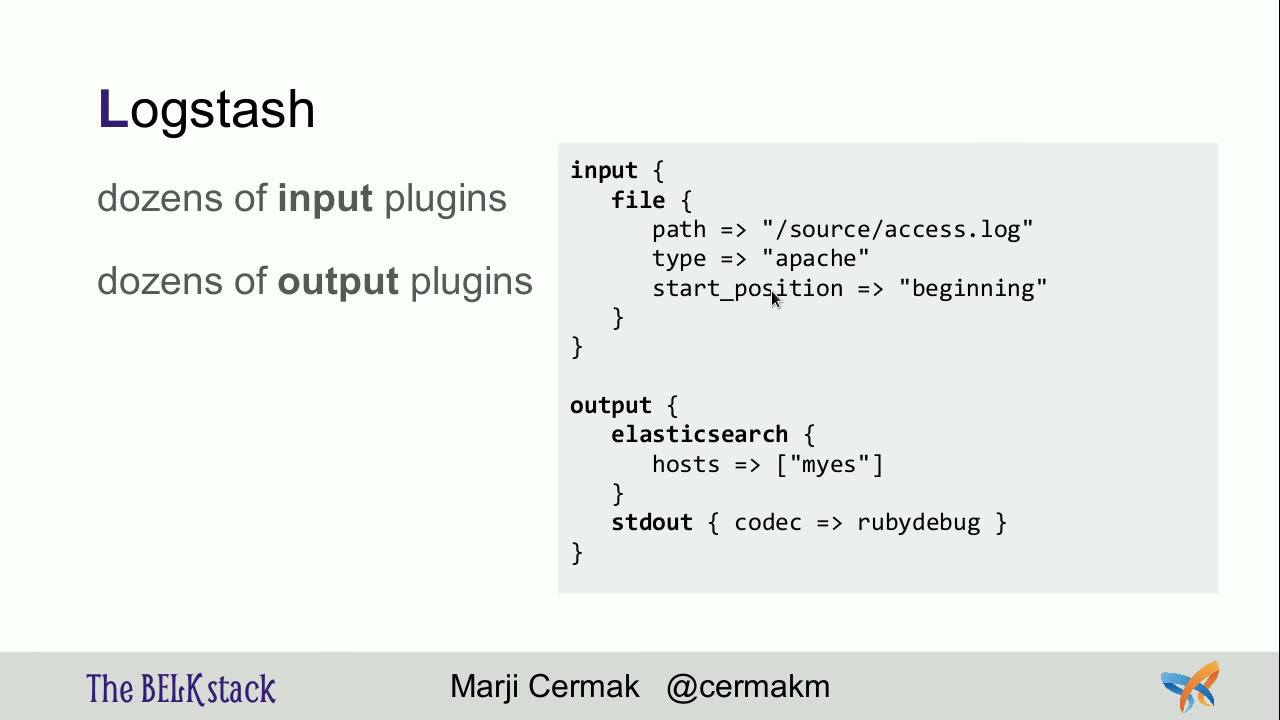 Logstash
dozens of input plugins
dozens of output plugins
input {
   file {
      path => "/source/access.log"
      type => "apache"
      start_position => "beginning"
   }
}

output {
   elasticsearch {
      hosts => ["myes"]
   }
   stdout { codec => rubydebug }
}
The BELK stack
Marji Cermak @cermakm